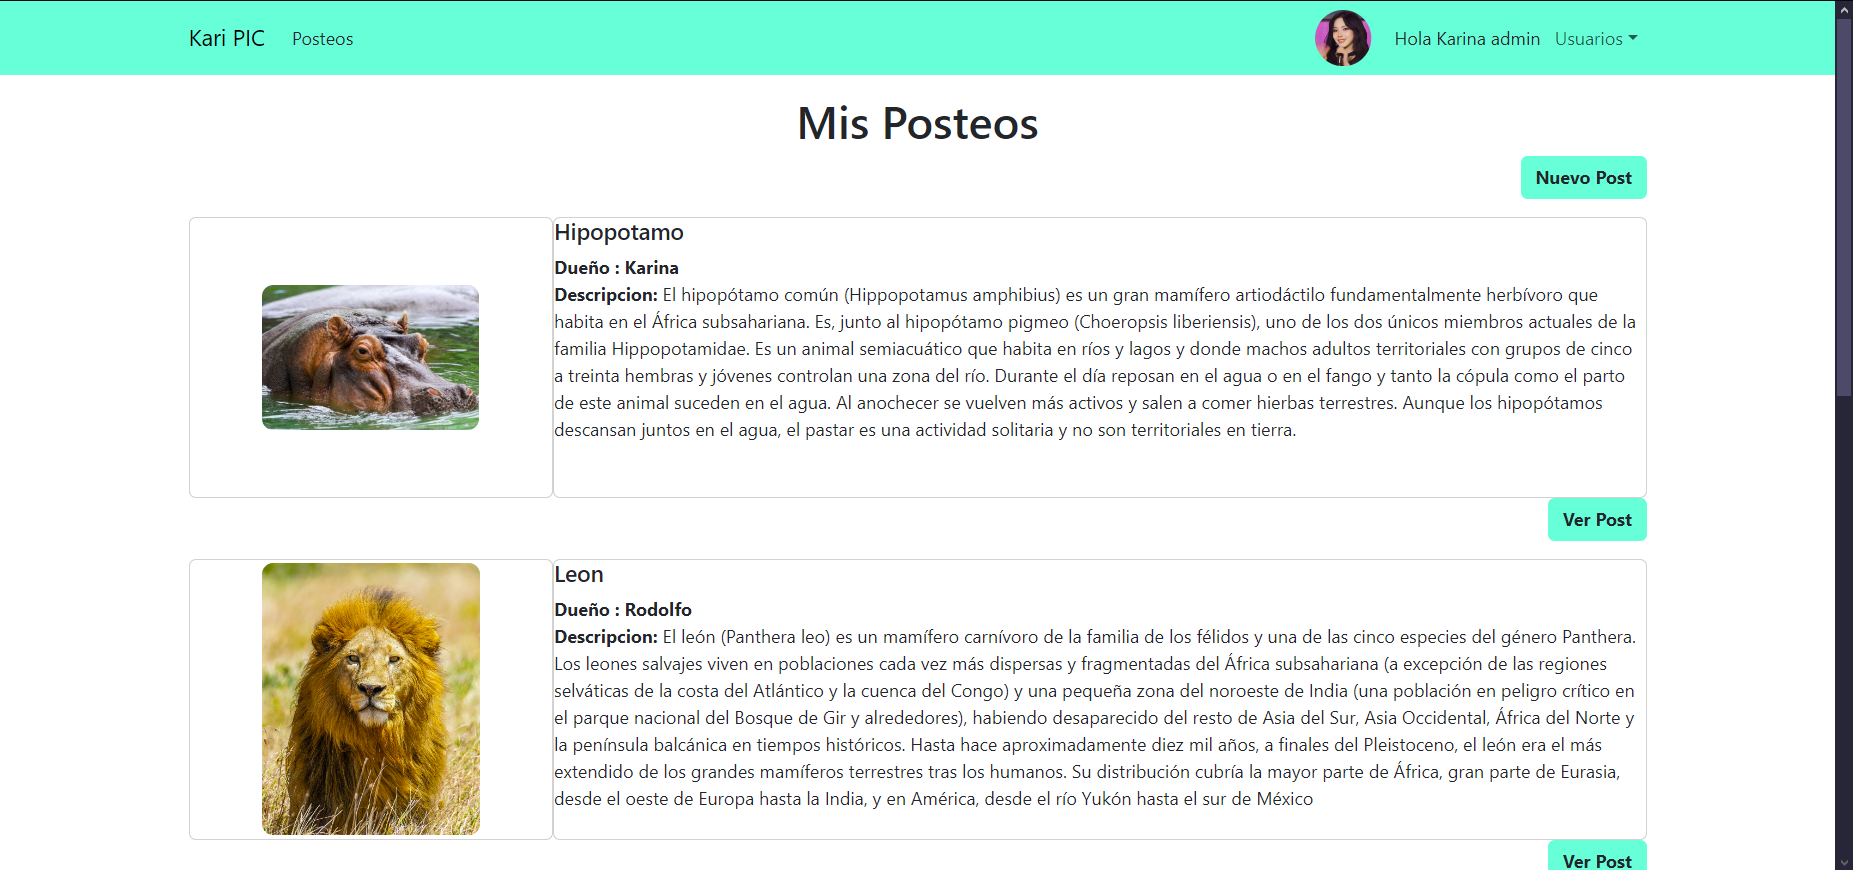 Kari PIC Posteos Hola Karina admin Usuarios
Mis Posteos
Nuevo Post
Hipopotamo
Dueño : Karina
Descripcion: El hipopótamo común (Hippopotamus amphibius) es un gran mamífero artiodáctilo fundamentalmente herbívoro que
habita en el África subsahariana. Es, junto al hipopótamo pigmeo (Choeropsis liberiensis), uno de los dos únicos miembros actuales de la
familia Hippopotamidae. Es un animal semiacuático que habita en ríos y lagos y donde machos adultos territoriales con grupos de cinco
a treinta hembras y jóvenes controlan una zona del río. Durante el día reposan en el agua o en el fango y tanto la cópula como el parto
de este animal suceden en el agua. Al anochecer se vuelven más activos y salen a comer hierbas terrestres. Aunque los hipopótamos
descansan juntos en el agua, el pastar es una actividad solitaria y no son territoriales en tierra.
Ver Post
Leon
Dueño : Rodolfo
Descripcion: El león (Panthera leo) es un mamífero carnívoro de la familia de los félidos y una de las cinco especies del género Panthera.
Los leones salvajes viven en poblaciones cada vez más dispersas y fragmentadas del África subsahariana (a excepción de las regiones
selváticas de la costa del Atlántico y la cuenca del Congo) y una pequeña zona del noroeste de India (una población en peligro crítico en
el parque nacional del Bosque de Gir y alrededores), habiendo desaparecido del resto de Asia del Sur, Asia Occidental, África del Norte y
la península balcánica en tiempos históricos. Hasta hace aproximadamente diez mil años, a finales del Pleistoceno, el león era el más
extendido de los grandes mamíferos terrestres tras los humanos. Su distribución cubría la mayor parte de África, gran parte de Eurasia,
desde el oeste de Europa hasta la India, y en América, desde el río Yukón hasta el sur de México
Ver Post